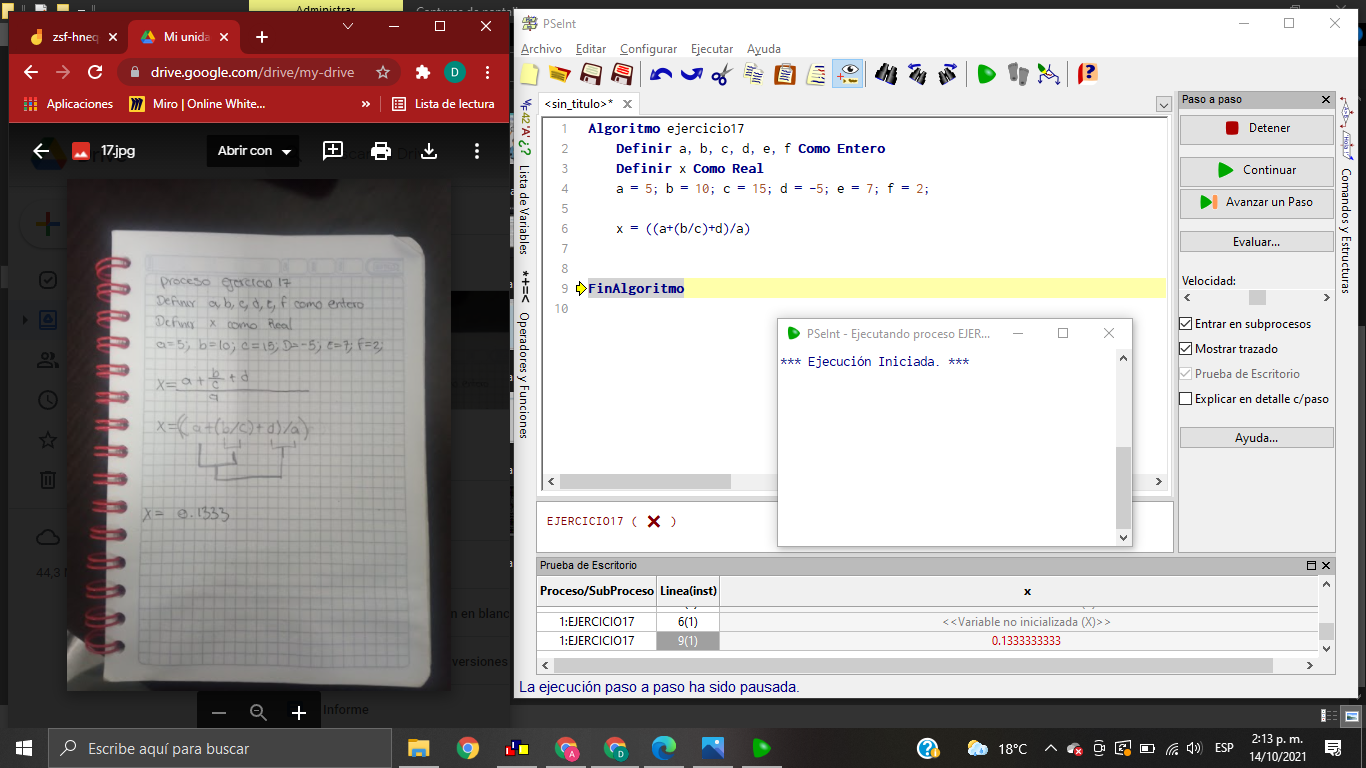 Administrar
zsf-hneq
Mi unida
drive.google.com/drive/my-drive
D
Aplicaciones
Miro | Online White...
»
Lista de lectura
17.jpg
Abrir con
proceso ejercicio 17
Definir a, b, c, d, e, f como entero
Definir x como Real
a=5; b=10; c=15; D=-5; e=7; f=2;
x= a + b/c + d
a
x=((a+(b/c)+d)/a)
x= 0.1333
44,3
n en blanc
versiones
Informe
PSeInt
Archivo Editar Configurar Ejecutar Ayuda
<sin_titulo>*
Lista de Variables
Operadores y Funciones
1 Algoritmo ejercicio17
2 Definir a, b, c, d, e, f Como Entero
3 Definir x Como Real
4 a = 5; b = 10; c = 15; d = -5; e = 7; f = 2;
5
6 x = ((a+(b/c)+d)/a)
7
8
9 FinAlgoritmo
10
PSeInt - Ejecutando proceso EJER...
*** Ejecución Iniciada. ***
EJERCICIO17 ( )
Prueba de Escritorio
Proceso/SubProceso Linea(inst) x
1:EJERCICIO17 6(1) <<Variable no inicializada (X)>>
1:EJERCICIO17 9(1) 0.1333333333
La ejecución paso a paso ha sido pausada.
Paso a paso
Detener
Continuar
Avanzar un Paso
Evaluar...
Velocidad:
Entrar en subprocesos
Mostrar trazado
Prueba de Escritorio
Explicar en detalle c/paso
Ayuda...
Comandos y Estructuras
Escribe aquí para buscar
18°C
ESP
2:13 p. m.
14/10/2021